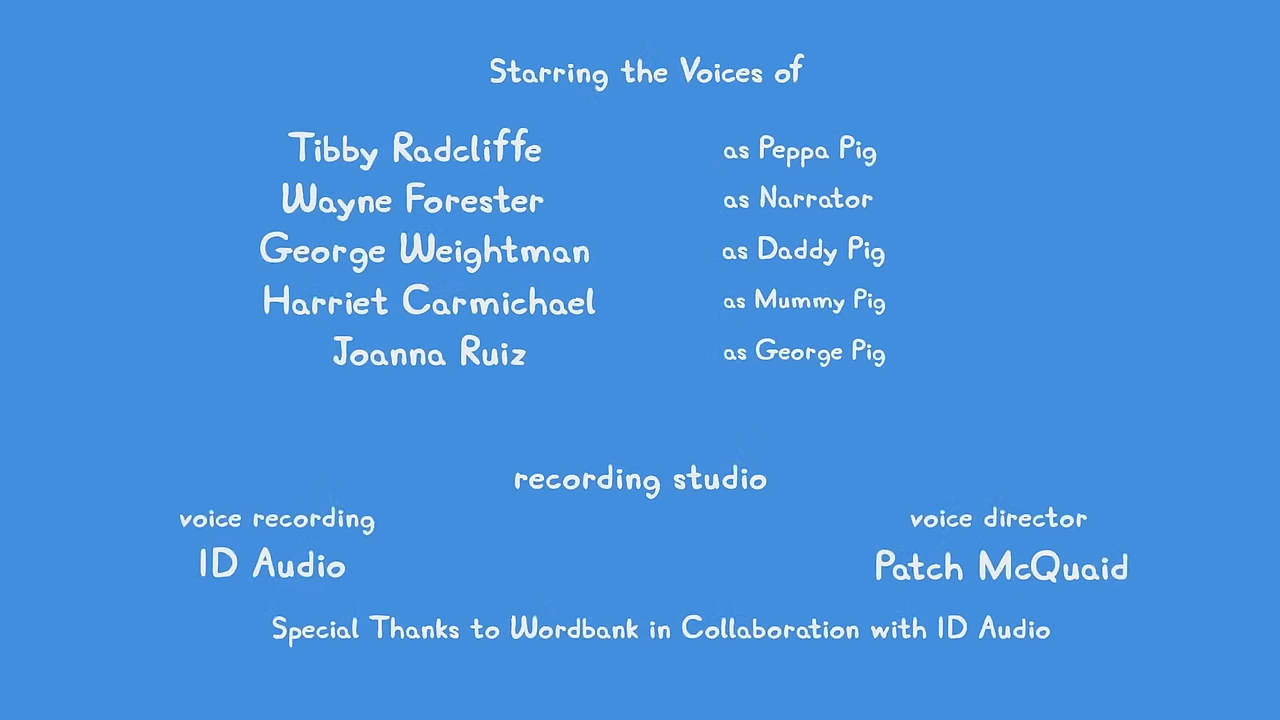 Starring the Voices of
Tibby Radcliffe as Peppa Pig
Wayne Forester as Narrator
George Weightman as Daddy Pig
Harriet Carmichael as Mummy Pig
Joanna Ruiz as George Pig
recording studio
voice recording voice director
ID Audio Patch McQuaid
Special Thanks to Wordbank in Collaboration with ID Audio